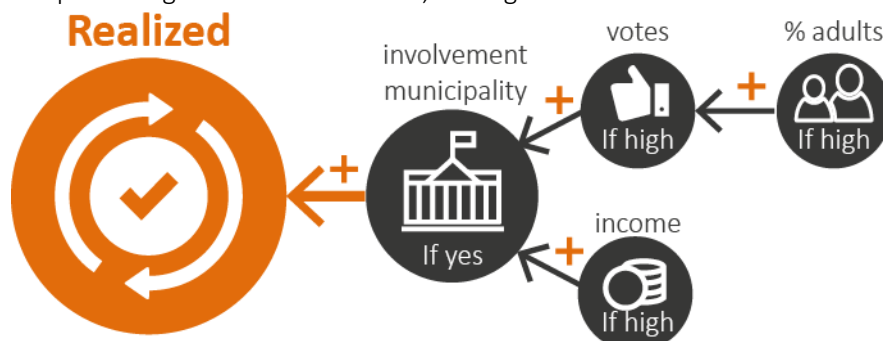 Realized
involvement
municipality
votes
% adults
+
+
If high
If high
+
If yes
income
+
If high